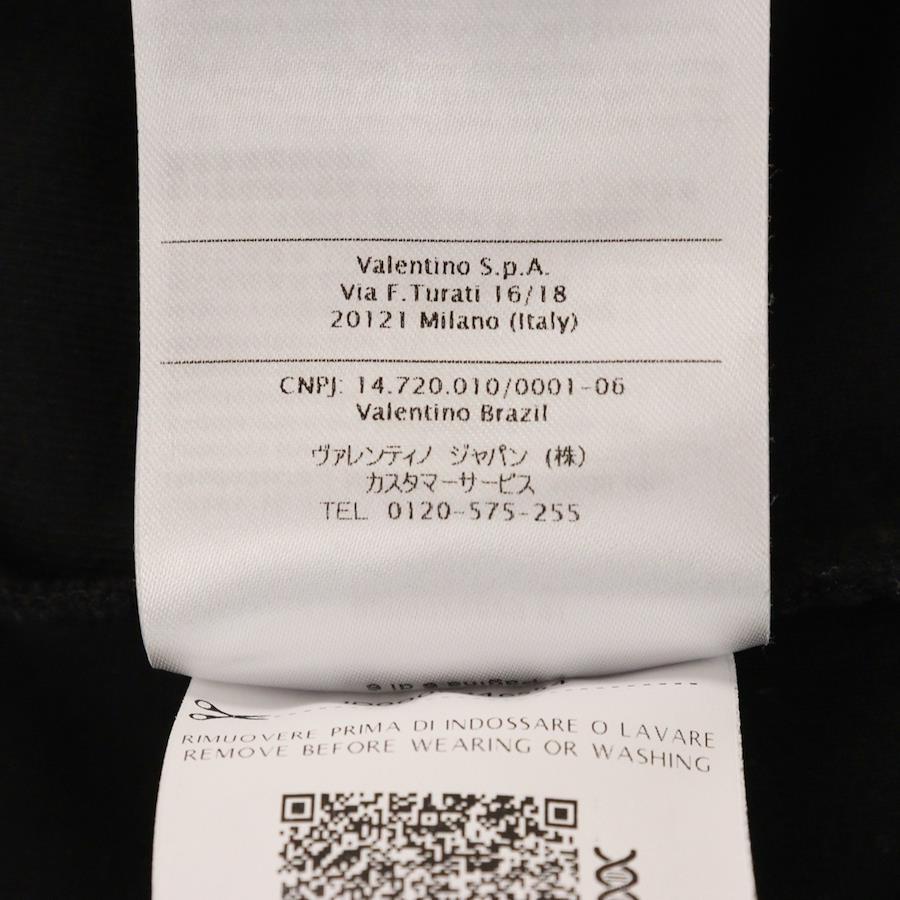 Valentino S.p.A.
Via F.Turati 16/18
20121 Milano (Italy)
CNPJ: 14.720.010/0001-06
Valentino Brazil
ヴァレンティノ ジャパン (株)
カスタマーサービス
TEL 0120-575-255
RIMUOVERE PRIMA DI INDOSSARE O LAVARE
REMOVE BEFORE WEARING OR WASHING